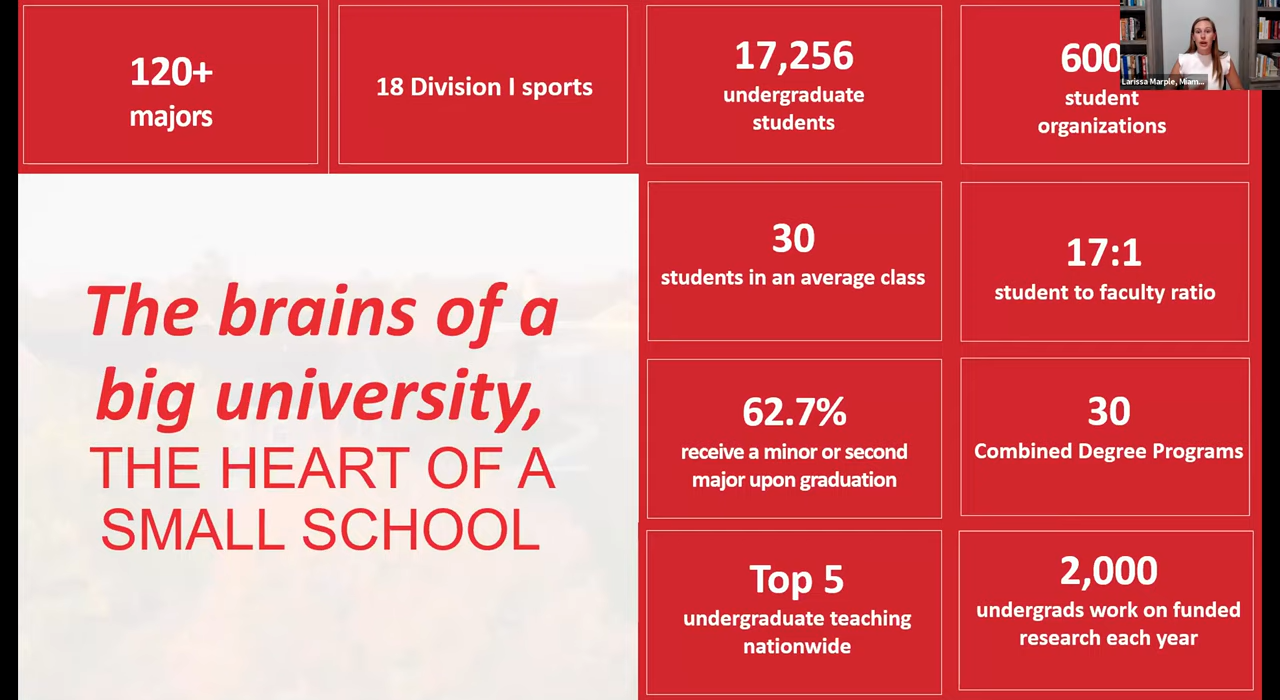 120+
majors
18 Division I sports
17,256
undergraduate
students
600
student
organizations
Larissa Marple, Miam...
The brains of a
big university,
THE HEART OF A
SMALL SCHOOL
30
students in an average class
17:1
student to faculty ratio
62.7%
receive a minor or second
major upon graduation
30
Combined Degree Programs
Top 5
undergraduate teaching
nationwide
2,000
undergrads work on funded
research each year